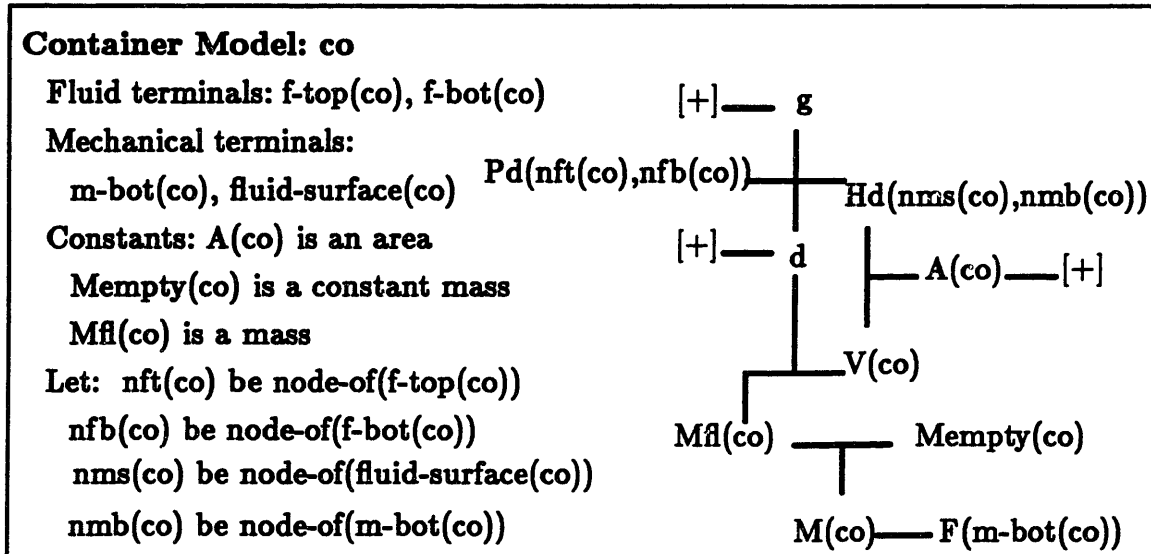 Container Model: co
Fluid terminals: f-top(co), f-bot(co)
Mechanical terminals:
m-bot(co), fluid-surface(co)
Constants: A(co) is an area
Mempty(co) is a constant mass
Mfl(co) is a mass
Let: nft(co) be node-of(f-top(co))
nfb(co) be node-of(f-bot(co))
nms(co) be node-of(fluid-surface(co))
nmb(co) be node-of(m-bot(co))
[+] g
Pd(nft(co),nfb(co)) Hd(nms(co),nmb(co))
[+] d A(co) [+]
V(co)
Mfl(co) Mempty(co)
M(co) F(m-bot(co))